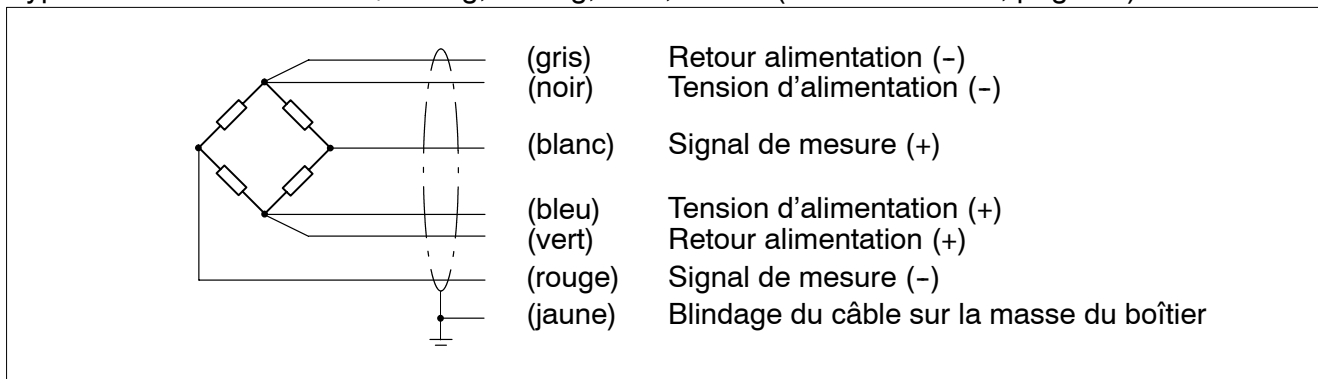 (gris) Retour alimentation (-)
(noir) Tension d’alimentation (-)
(blanc) Signal de mesure (+)
(bleu) Tension d’alimentation (+)
(vert) Retour alimentation (+)
(rouge) Signal de mesure (-)
(jaune) Blindage du câble sur la masse du boîtier